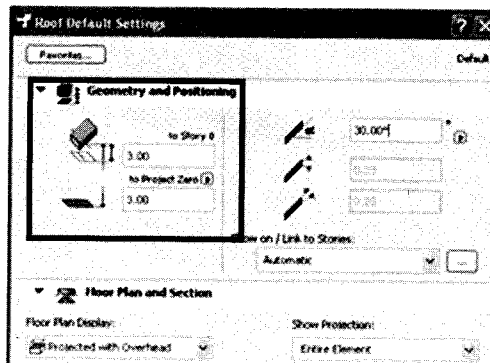 Roof Default Settings
Favorites...
Default
Geometry and Positioning
to Story 0
3.00
to Project Zero
3.00
30.00°
0.20
Show on / Link to Stories:
Automatic
...
Floor Plan and Section
Floor Plan Display:
Projected with Overhead
Show Projection:
Entire Element